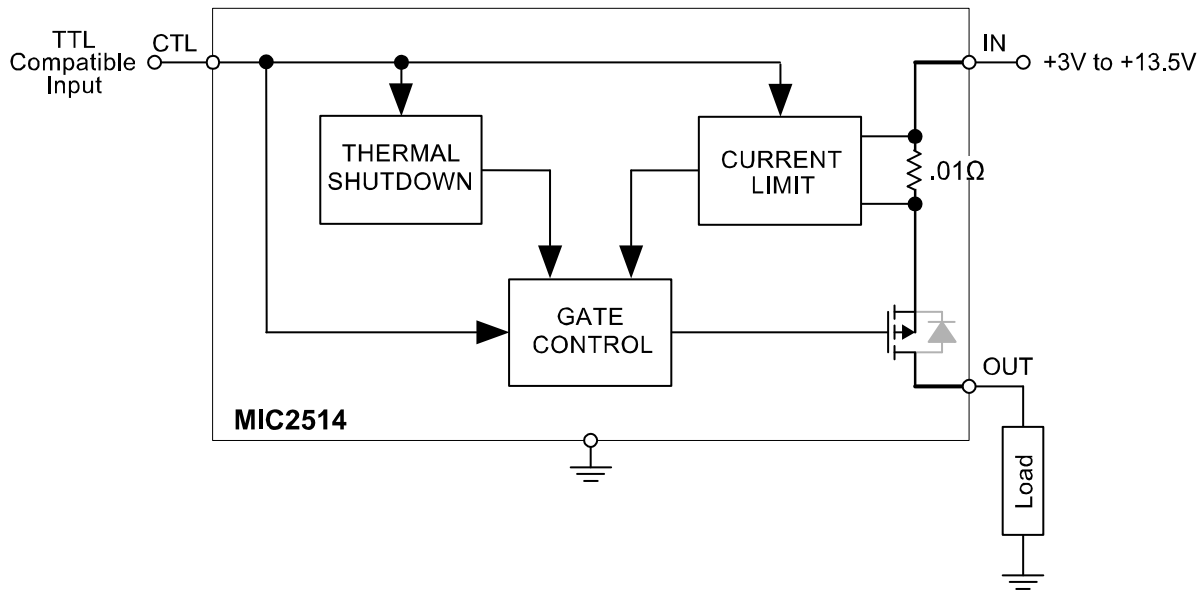 TTL
Compatible
Input
CTL
IN
+3V to +13.5V
THERMAL
SHUTDOWN
CURRENT
LIMIT
.01Ω
GATE
CONTROL
OUT
MIC2514
Load